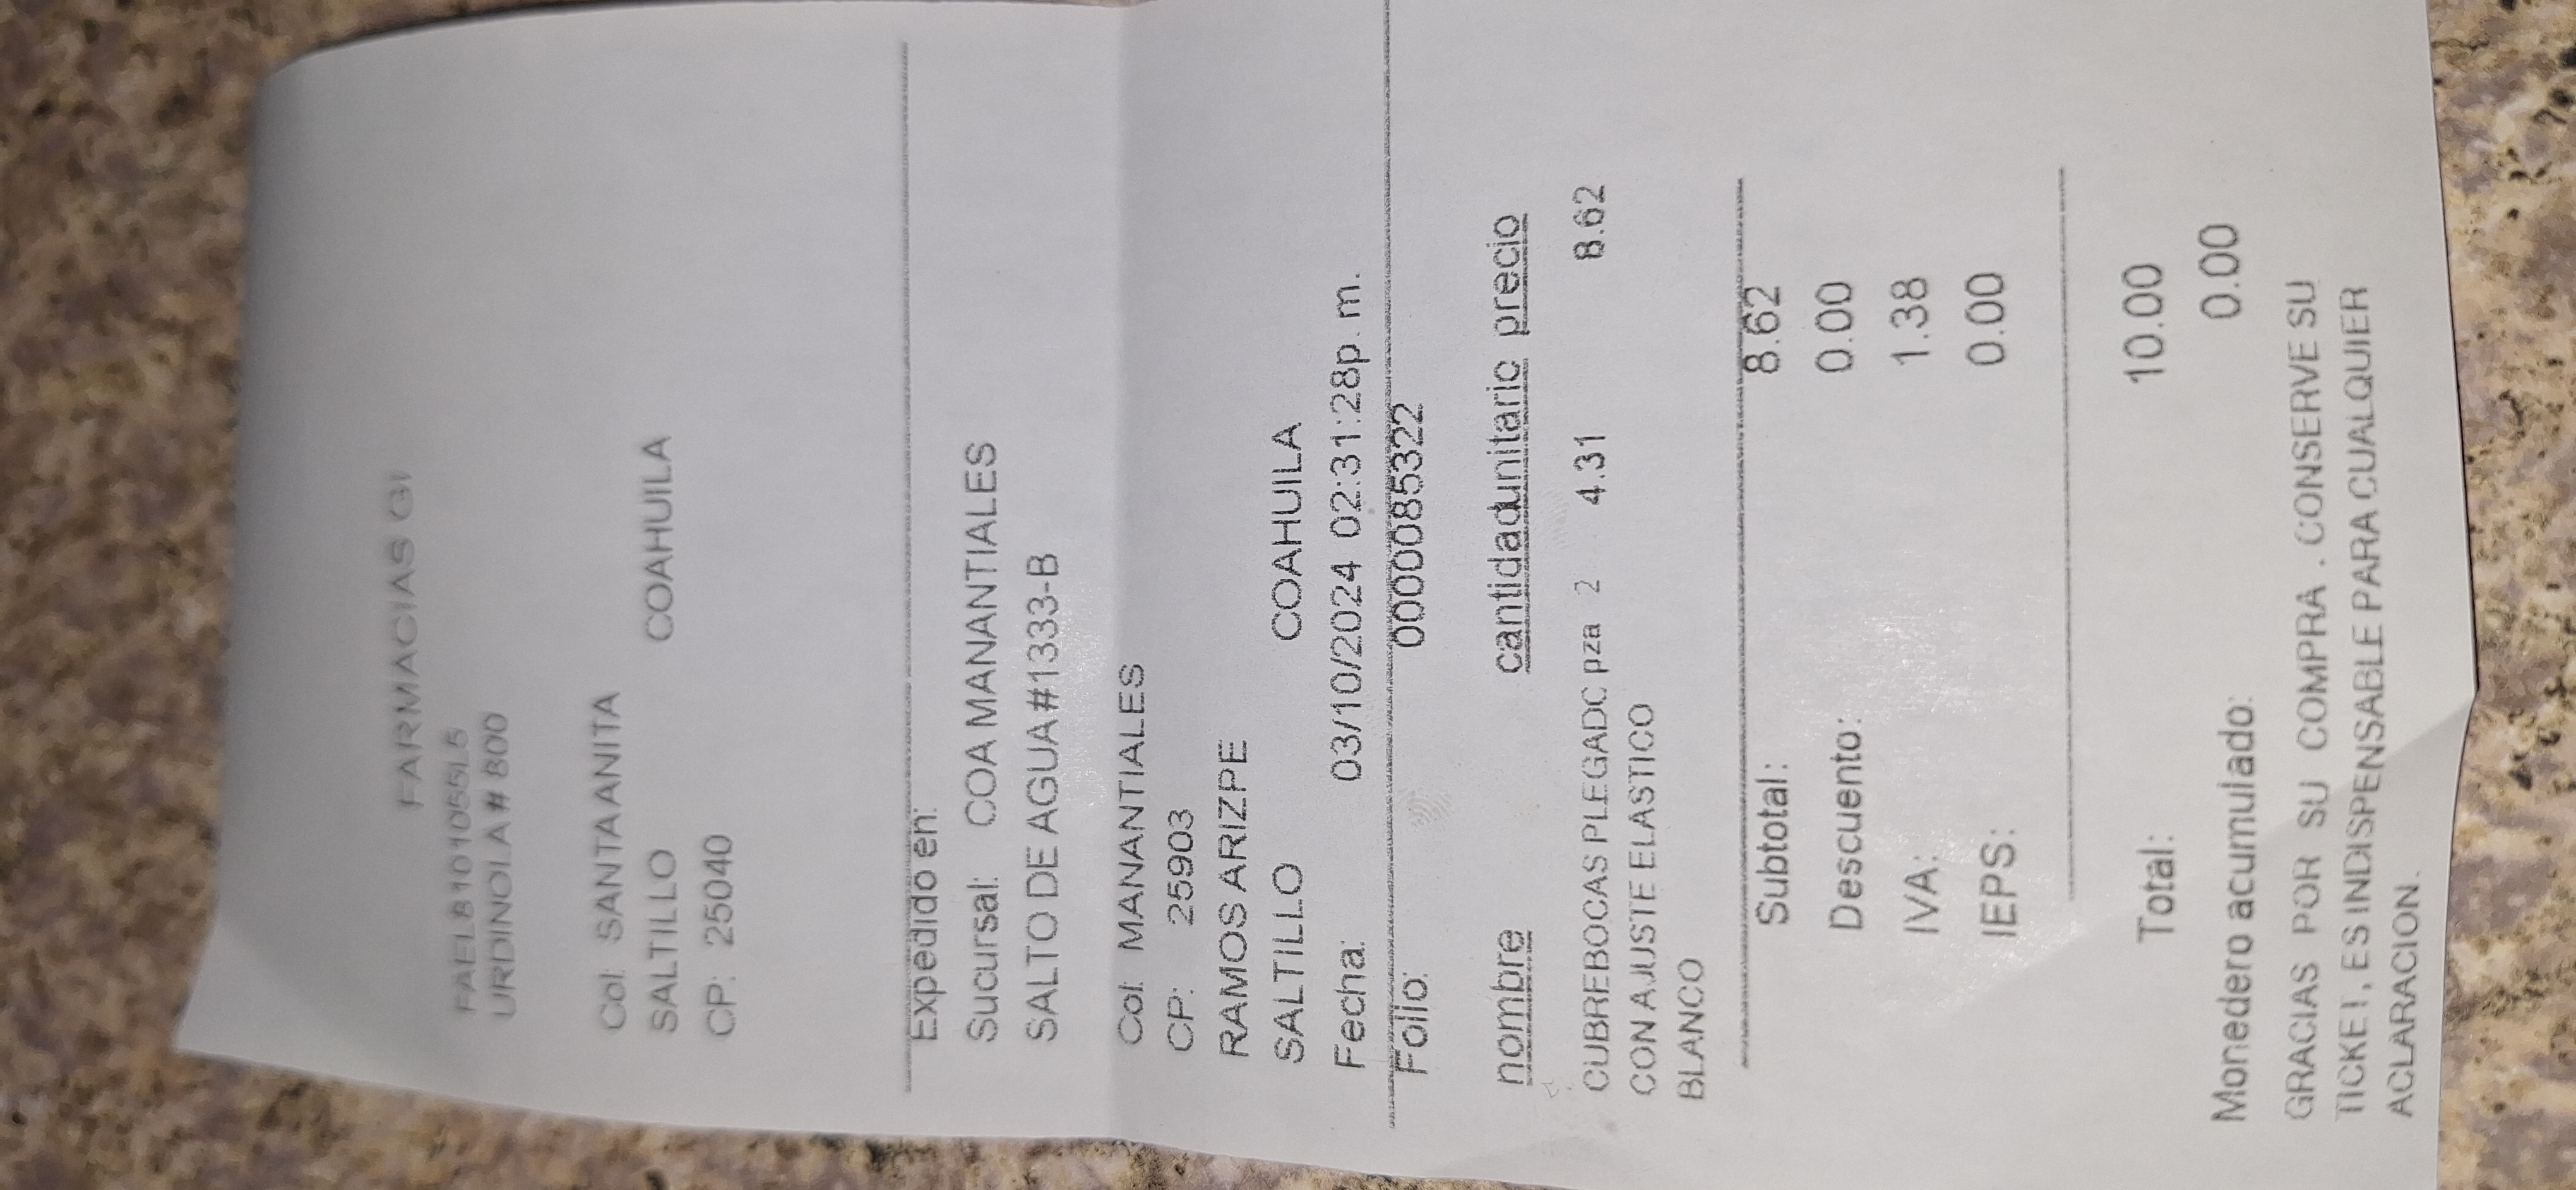 FARMACIAS GI
FAEL8101055L5
URDINOLA # 800
Col: SANTA ANITA
SALTILLO COAHUILA
CP: 25040
Expedido en:
Sucursal: COA MANANTIALES
SALTO DE AGUA#1333-B
Col: MANANTIALES
CP: 25903
RAMOS ARIZPE
SALTILLO COAHUILA
Fecha: 03/10/2024 02:31:28p.m.
Folio: 0000085322
nombre cantidadunitario precio
CUBREBOCAS PLEGADC pza 2 4.31 8.62
CON AJUSTE ELASTICO
BLANCO
Subtotal: 8.62
Descuento: 0.00
IVA: 1.38
IEPS: 0.00
Total: 10.00
Monedero acumulado: 0.00
GRACIAS POR SU COMPRA . CONSERVE SU
TICKE!, ES INDISPENSABLE PARA CUALQUIER
ACLARACION.